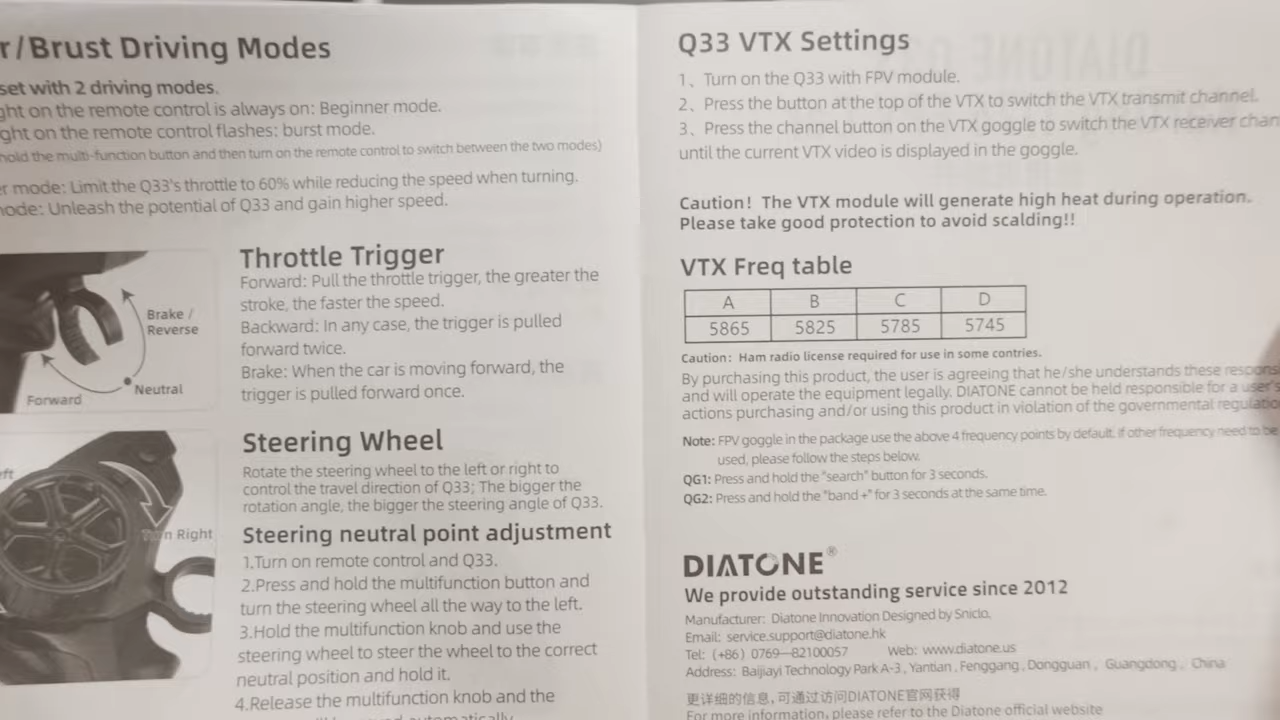 r/Brust Driving Modes
set with 2 driving modes.
ght on the remote control is always on: Beginner mode.
ght on the remote control flashes: burst mode.
hold the multi-function button and then turn on the remote control to switch between the two modes)
r mode: Limit the Q33's throttle to 60% while reducing the speed when turning.
mode: Unleash the potential of Q33 and gain higher speed.
Brake /
Reverse
Neutral
Forward
Throttle Trigger
Forward: Pull the throttle trigger, the greater the
stroke, the faster the speed.
Backward: In any case, the trigger is pulled
forward twice.
Brake: When the car is moving forward, the
trigger is pulled forward once.
eft
Turn Right
Steering Wheel
Rotate the steering wheel to the left or right to
control the travel direction of Q33; The bigger the
rotation angle, the bigger the steering angle of Q33.
Steering neutral point adjustment
1.Turn on remote control and Q33.
2.Press and hold the multifunction button and
turn the steering wheel all the way to the left.
3.Hold the multifunction knob and use the
steering wheel to steer the wheel to the correct
neutral position and hold it.
4.Release the multifunction knob and the
automatically
Q33 VTX Settings
1、Turn on the Q33 with FPV module.
2、Press the button at the top of the VTX to switch the VTX transmit channel.
3、Press the channel button on the VTX goggle to switch the VTX receiver chan
until the current VTX video is displayed in the goggle.
Caution! The VTX module will generate high heat during operation.
Please take good protection to avoid scalding!!
VTX Freq table
A B C D
5865 5825 5785 5745
Caution: Ham radio license required for use in some contries.
By purchasing this product, the user is agreeing that he/she understands these respons
and will operate the equipment legally. DIATONE cannot be held responsible for a user's
actions purchasing and/or using this product in violation of the governmental regulatio
Note: FPV goggle in the package use the above 4 frequency points by default. if other frequency need to be
used, please follow the steps below.
QG1: Press and hold the "search" button for 3 seconds.
QG2: Press and hold the "band +" for 3 seconds at the same time.
DIATONE®
We provide outstanding service since 2012
Manufacturer: Diatone Innovation Designed by Sniclo.
Email: service.support@diatone.hk
Tel: (+86) 0769—82100057 Web: www.diatone.us
Address: Baijiayi Technology Park A-3, Yantian, Fenggang, Dongguan, Guangdong, China
更详细的信息,可通过访问DIATONE官网获得
For more information, please refer to the Diatone official website